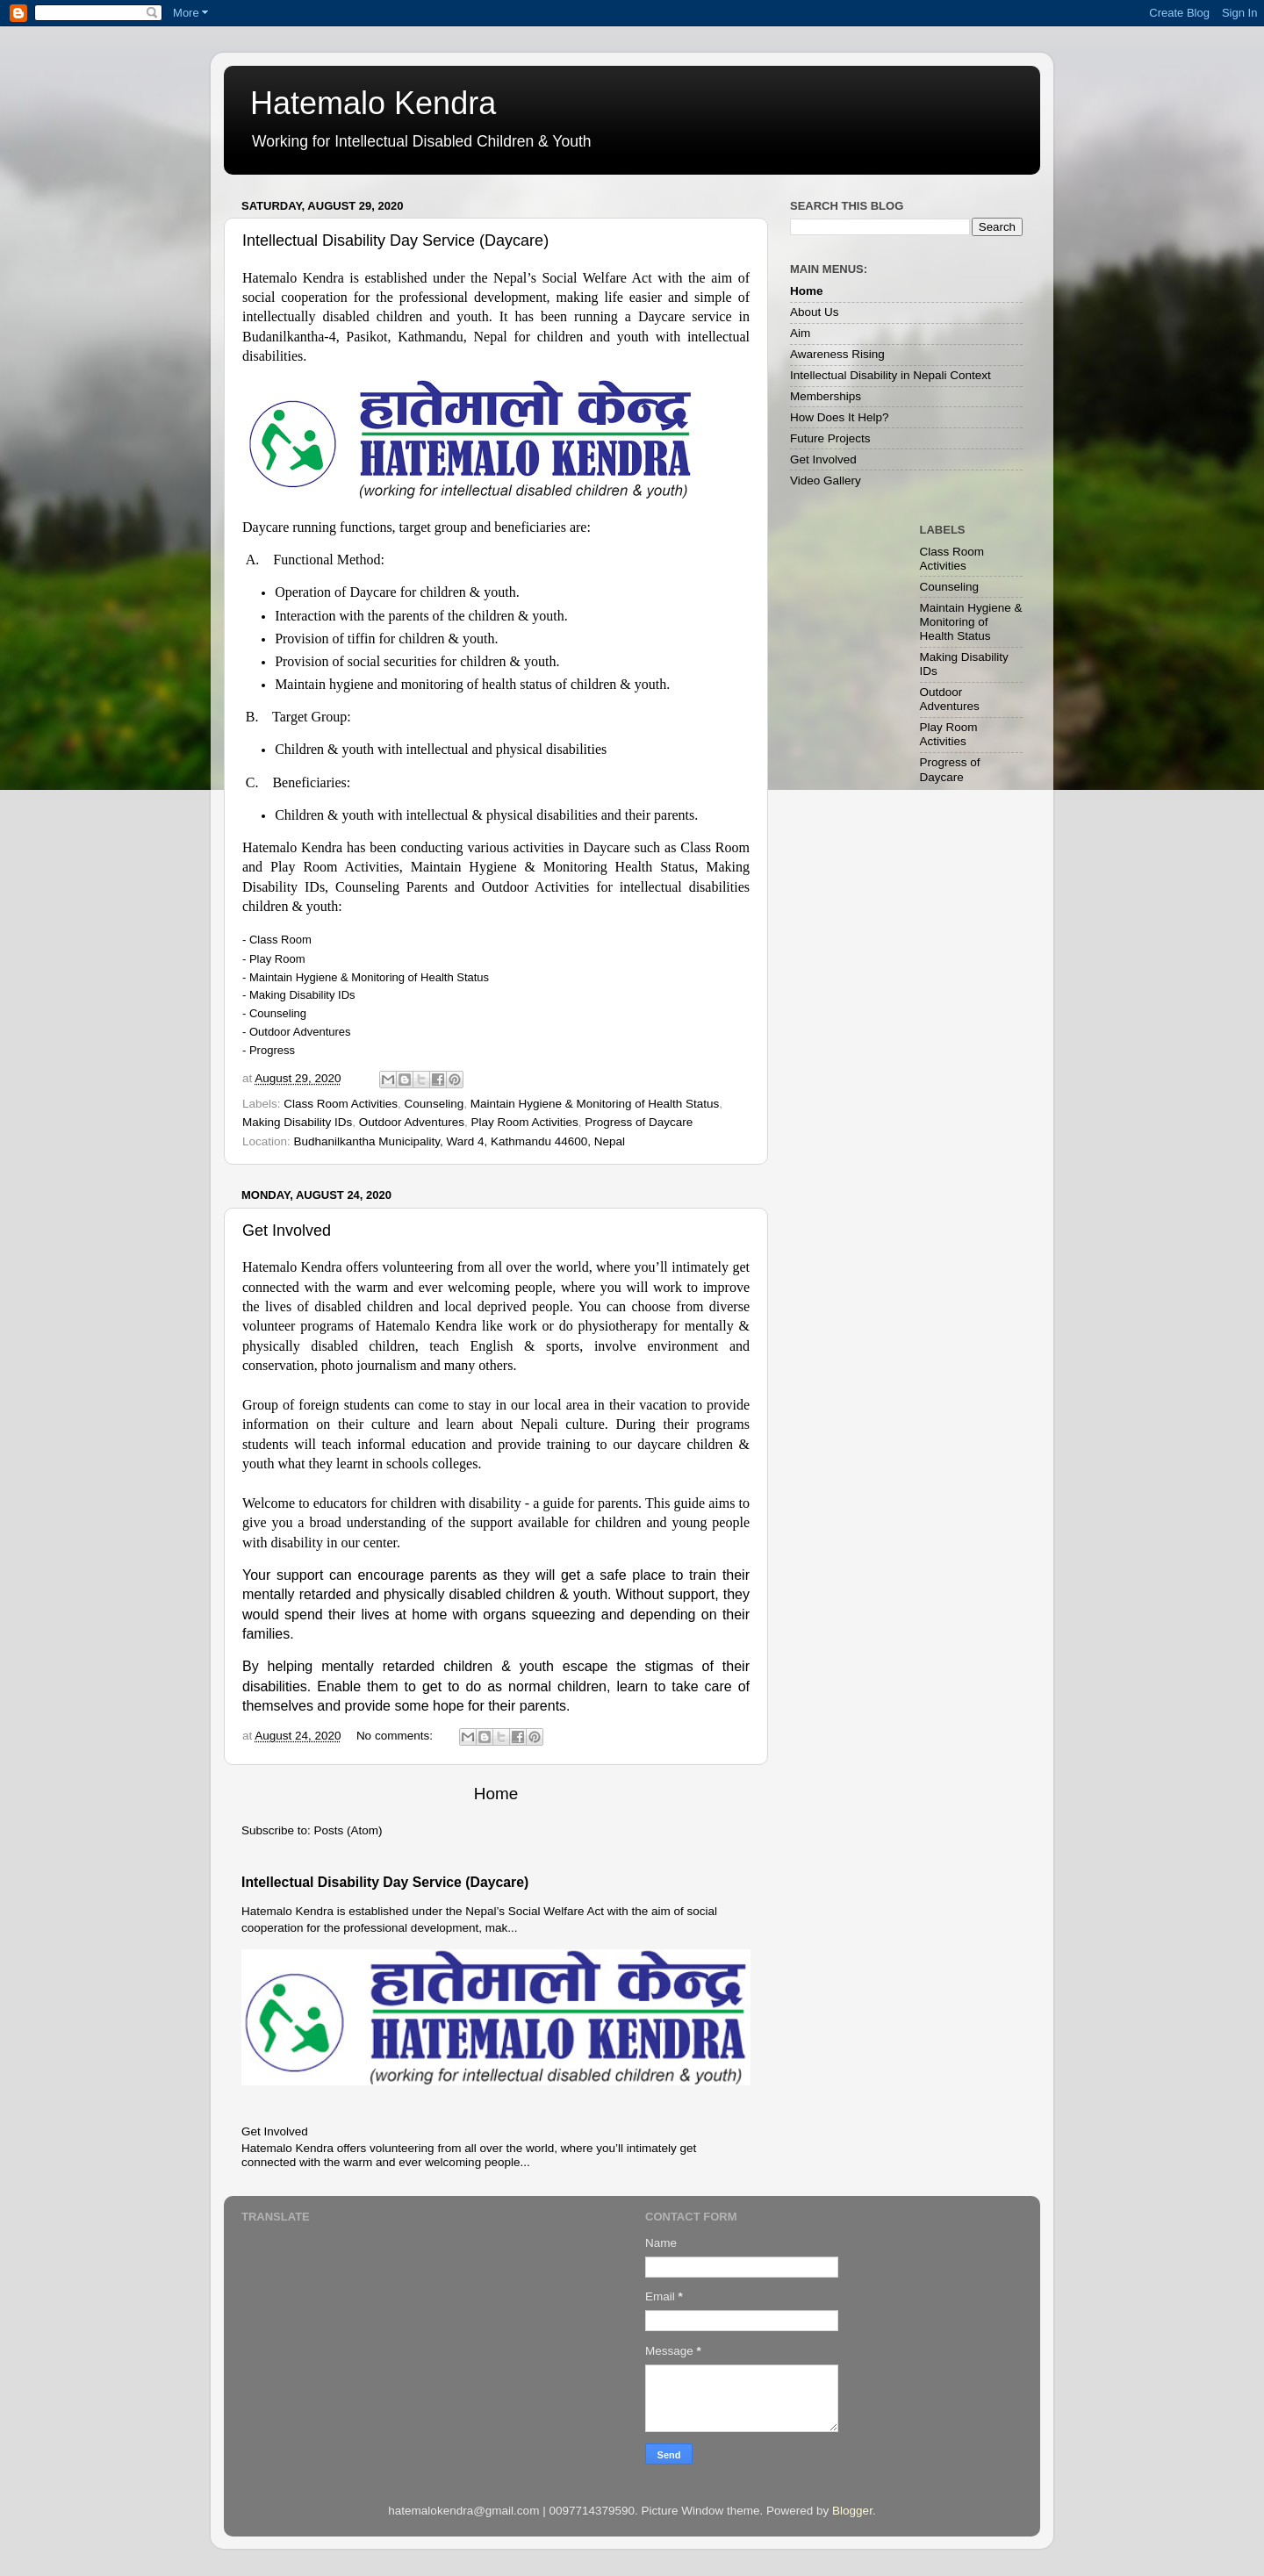 More
Create Blog
Sign In
Hatemalo Kendra
Working for Intellectual Disabled Children & Youth
SATURDAY, AUGUST 29, 2020
Intellectual Disability Day Service (Daycare)
Hatemalo Kendra is established under the Nepal’s Social Welfare Act with the aim of
social cooperation for the professional development, making life easier and simple of
intellectually disabled children and youth. It has been running a Daycare service in
Budanilkantha-4, Pasikot, Kathmandu, Nepal for children and youth with intellectual
disabilities.
हातेमालो केन्द्र
HATEMALO KENDRA
(working for intellectual disabled children & youth)
Daycare running functions, target group and beneficiaries are:
A. Functional Method:
• Operation of Daycare for children & youth.
• Interaction with the parents of the children & youth.
• Provision of tiffin for children & youth.
• Provision of social securities for children & youth.
• Maintain hygiene and monitoring of health status of children & youth.
B. Target Group:
• Children & youth with intellectual and physical disabilities
C. Beneficiaries:
• Children & youth with intellectual & physical disabilities and their parents.
Hatemalo Kendra has been conducting various activities in Daycare such as Class Room
and Play Room Activities, Maintain Hygiene & Monitoring Health Status, Making
Disability IDs, Counseling Parents and Outdoor Activities for intellectual disabilities
children & youth:
- Class Room
- Play Room
- Maintain Hygiene & Monitoring of Health Status
- Making Disability IDs
- Counseling
- Outdoor Adventures
- Progress
at August 29, 2020
Labels: Class Room Activities, Counseling, Maintain Hygiene & Monitoring of Health Status,
Making Disability IDs, Outdoor Adventures, Play Room Activities, Progress of Daycare
Location: Budhanilkantha Municipality, Ward 4, Kathmandu 44600, Nepal
MONDAY, AUGUST 24, 2020
Get Involved
Hatemalo Kendra offers volunteering from all over the world, where you’ll intimately get
connected with the warm and ever welcoming people, where you will work to improve
the lives of disabled children and local deprived people. You can choose from diverse
volunteer programs of Hatemalo Kendra like work or do physiotherapy for mentally &
physically disabled children, teach English & sports, involve environment and
conservation, photo journalism and many others.
Group of foreign students can come to stay in our local area in their vacation to provide
information on their culture and learn about Nepali culture. During their programs
students will teach informal education and provide training to our daycare children &
youth what they learnt in schools colleges.
Welcome to educators for children with disability - a guide for parents. This guide aims to
give you a broad understanding of the support available for children and young people
with disability in our center.
Your support can encourage parents as they will get a safe place to train their
mentally retarded and physically disabled children & youth. Without support, they
would spend their lives at home with organs squeezing and depending on their
families.
By helping mentally retarded children & youth escape the stigmas of their
disabilities. Enable them to get to do as normal children, learn to take care of
themselves and provide some hope for their parents.
at August 24, 2020 No comments:
Home
Subscribe to: Posts (Atom)
Intellectual Disability Day Service (Daycare)
Hatemalo Kendra is established under the Nepal’s Social Welfare Act with the aim of social
cooperation for the professional development, mak...
हातेमालो केन्द्र
HATEMALO KENDRA
(working for intellectual disabled children & youth)
Get Involved
Hatemalo Kendra offers volunteering from all over the world, where you’ll intimately get
connected with the warm and ever welcoming people...
SEARCH THIS BLOG
Search
MAIN MENUS:
Home
About Us
Aim
Awareness Rising
Intellectual Disability in Nepali Context
Memberships
How Does It Help?
Future Projects
Get Involved
Video Gallery
LABELS
Class Room
Activities
Counseling
Maintain Hygiene &
Monitoring of
Health Status
Making Disability
IDs
Outdoor
Adventures
Play Room
Activities
Progress of
Daycare
TRANSLATE
CONTACT FORM
Name
Email *
Message *
Send
hatemalokendra@gmail.com | 0097714379590. Picture Window theme. Powered by Blogger.